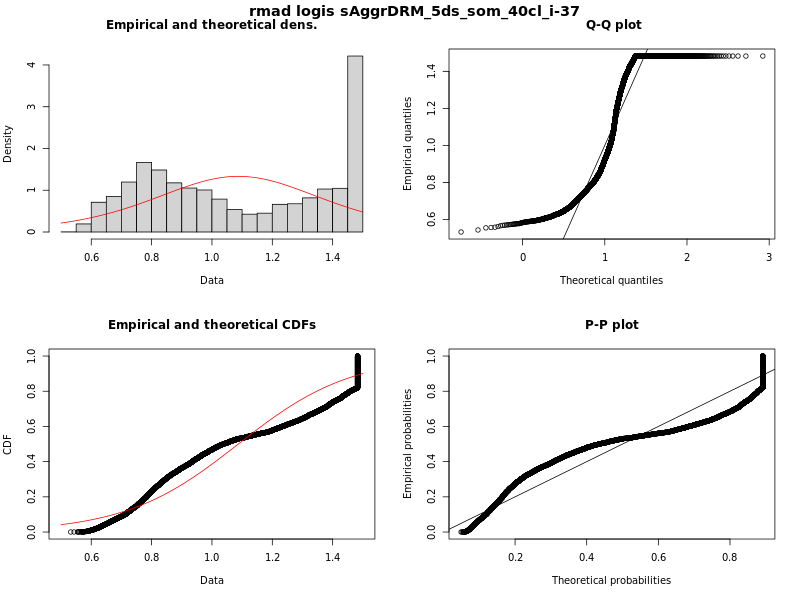 rmad logis sAggrDRM_5ds_som_40cl_i-37
Empirical and theoretical dens.
Density
0 1 2 3 4
0.6 0.8 1.0 1.2 1.4
Data
Q-Q plot
Empirical quantiles
0.6 0.8 1.0 1.2 1.4
0 1 2 3
Theoretical quantiles
Empirical and theoretical CDFs
CDF
0.0 0.2 0.4 0.6 0.8 1.0
0.6 0.8 1.0 1.2 1.4
Data
P-P plot
Empirical probabilities
0.0 0.2 0.4 0.6 0.8 1.0
0.2 0.4 0.6 0.8
Theoretical probabilities